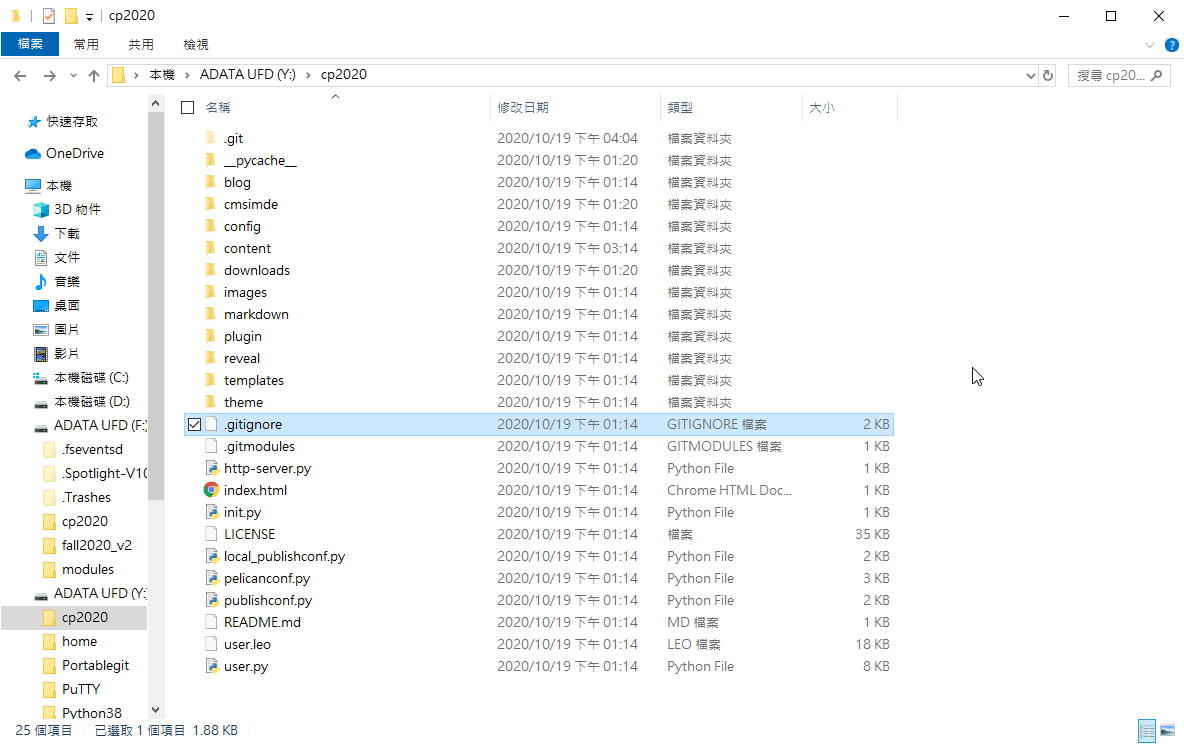 cp2020
檔案 常用 共用 檢視
本機 ADATA UFD (Y:) cp2020 搜尋 cp20...
快速存取
OneDrive
本機
3D 物件
下載
文件
音樂
桌面
圖片
影片
本機磁碟 (C:)
本機磁碟 (D:)
ADATA UFD (F:)
.fseventsd
.Spotlight-V10
.Trashes
cp2020
fall2020_v2
modules
ADATA UFD (Y:)
cp2020
home
Portablegit
PuTTY
Python38
名稱 修改日期 類型 大小
.git 2020/10/19 下午 04:04 檔案資料夾
__pycache__ 2020/10/19 下午 01:20 檔案資料夾
blog 2020/10/19 下午 01:14 檔案資料夾
cmsimde 2020/10/19 下午 01:20 檔案資料夾
config 2020/10/19 下午 01:14 檔案資料夾
content 2020/10/19 下午 03:14 檔案資料夾
downloads 2020/10/19 下午 01:20 檔案資料夾
images 2020/10/19 下午 01:14 檔案資料夾
markdown 2020/10/19 下午 01:14 檔案資料夾
plugin 2020/10/19 下午 01:14 檔案資料夾
reveal 2020/10/19 下午 01:14 檔案資料夾
templates 2020/10/19 下午 01:14 檔案資料夾
theme 2020/10/19 下午 01:14 檔案資料夾
.gitignore 2020/10/19 下午 01:14 GITIGNORE 檔案 2 KB
.gitmodules 2020/10/19 下午 01:14 GITMODULES 檔案 1 KB
http-server.py 2020/10/19 下午 01:14 Python File 1 KB
index.html 2020/10/19 下午 01:14 Chrome HTML Doc... 1 KB
init.py 2020/10/19 下午 01:14 Python File 1 KB
LICENSE 2020/10/19 下午 01:14 檔案 35 KB
local_publishconf.py 2020/10/19 下午 01:14 Python File 2 KB
pelicanconf.py 2020/10/19 下午 01:14 Python File 3 KB
publishconf.py 2020/10/19 下午 01:14 Python File 2 KB
README.md 2020/10/19 下午 01:14 MD 檔案 1 KB
user.leo 2020/10/19 下午 01:14 LEO 檔案 18 KB
user.py 2020/10/19 下午 01:14 Python File 8 KB
25 個項目 已選取 1 個項目 1.88 KB